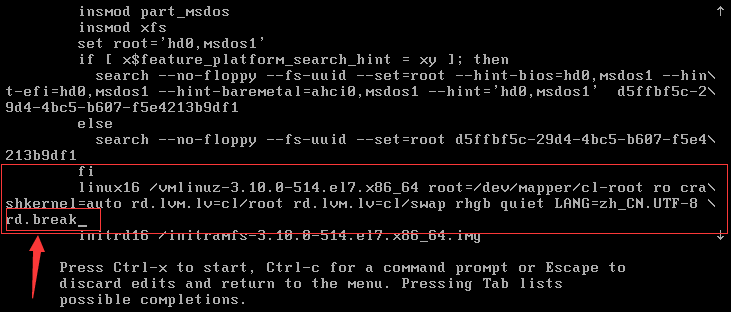 insmod part_msdos
insmod xfs
set root='hd0,msdos1'
if [ x$feature_platform_search_hint = xy ]; then
search --no-floppy --fs-uuid --set=root --hint-bios=hd0,msdos1 --hin\
t-efi=hd0,msdos1 --hint-baremetal=ahci0,msdos1 --hint='hd0,msdos1'  d5ffbf5c-2\
9d4-4bc5-b607-f5e4213b9df1
else
search --no-floppy --fs-uuid --set=root d5ffbf5c-29d4-4bc5-b607-f5e4\
213b9df1
fi
linux16 /vmlinuz-3.10.0-514.el7.x86_64 root=/dev/mapper/cl-root ro cra\
shkernel=auto rd.lvm.lv=cl/root rd.lvm.lv=cl/swap rhgb quiet LANG=zh_CN.UTF-8 \
rd.break_
initrd16 /initramfs-3.10.0-514.el7.x86_64.img
Press Ctrl-x to start, Ctrl-c for a command prompt or Escape to
discard edits and return to the menu. Pressing Tab lists
possible completions.